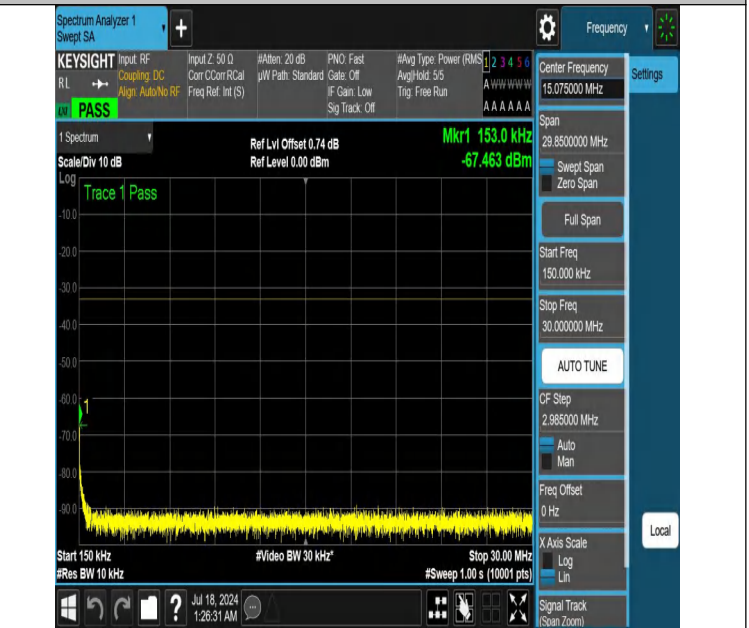 Spectrum Analyzer 1
Swept SA
+
Frequency
KEYSIGHT
RL
LNI PASS
Input: RF
Coupling: DC
Align: Auto/No RF
Input Z: 50 Ω
Corr CCorr RCal
Freq Ref: Int (S)
#Atten: 20 dB
µW Path: Standard
PNO: Fast
Gate: Off
IF Gain: Low
Sig Track: Off
#Avg Type: Power (RMS
Avg|Hold: 5/5
Trig: Free Run
1 2 3 4 5 6
A W W W W W
A A A A A A
1 Spectrum
Scale/Div 10 dB
Log
Ref Lvl Offset 0.74 dB
Ref Level 0.00 dBm
Mkr1 153.0 kHz
-67.463 dBm
Trace 1 Pass
-10.0
-20.0
-30.0
-40.0
-50.0
-60.0
1
-70.0
-80.0
-90.0
Start 150 kHz
#Res BW 10 kHz
#Video BW 30 kHz*
Stop 30.00 MHz
#Sweep 1.00 s (10001 pts)
?
Jul 18, 2024
1:26:31 AM
Center Frequency
15.075000 MHz
Settings
Span
29.8500000 MHz
Swept Span
Zero Span
Full Span
Start Freq
150.000 kHz
Stop Freq
30.000000 MHz
AUTO TUNE
CF Step
2.985000 MHz
Auto
Man
Freq Offset
0 Hz
X Axis Scale
Log
Lin
Local
Signal Track
(Span Zoom)